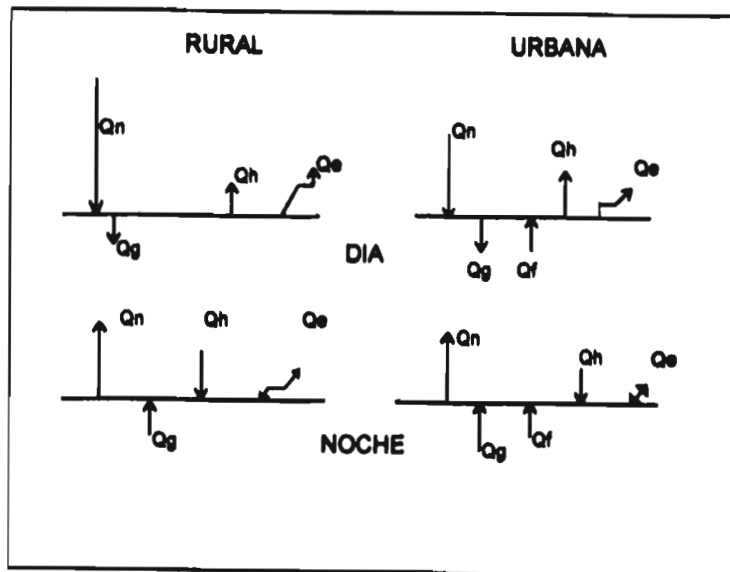 RURAL URBANA
Qn Qh Qe Qn Qh Qe
Qg Qg Qf
DIA
Qn Qh Qe Qn Qh Qe
Qg Qg Qf
NOCHE